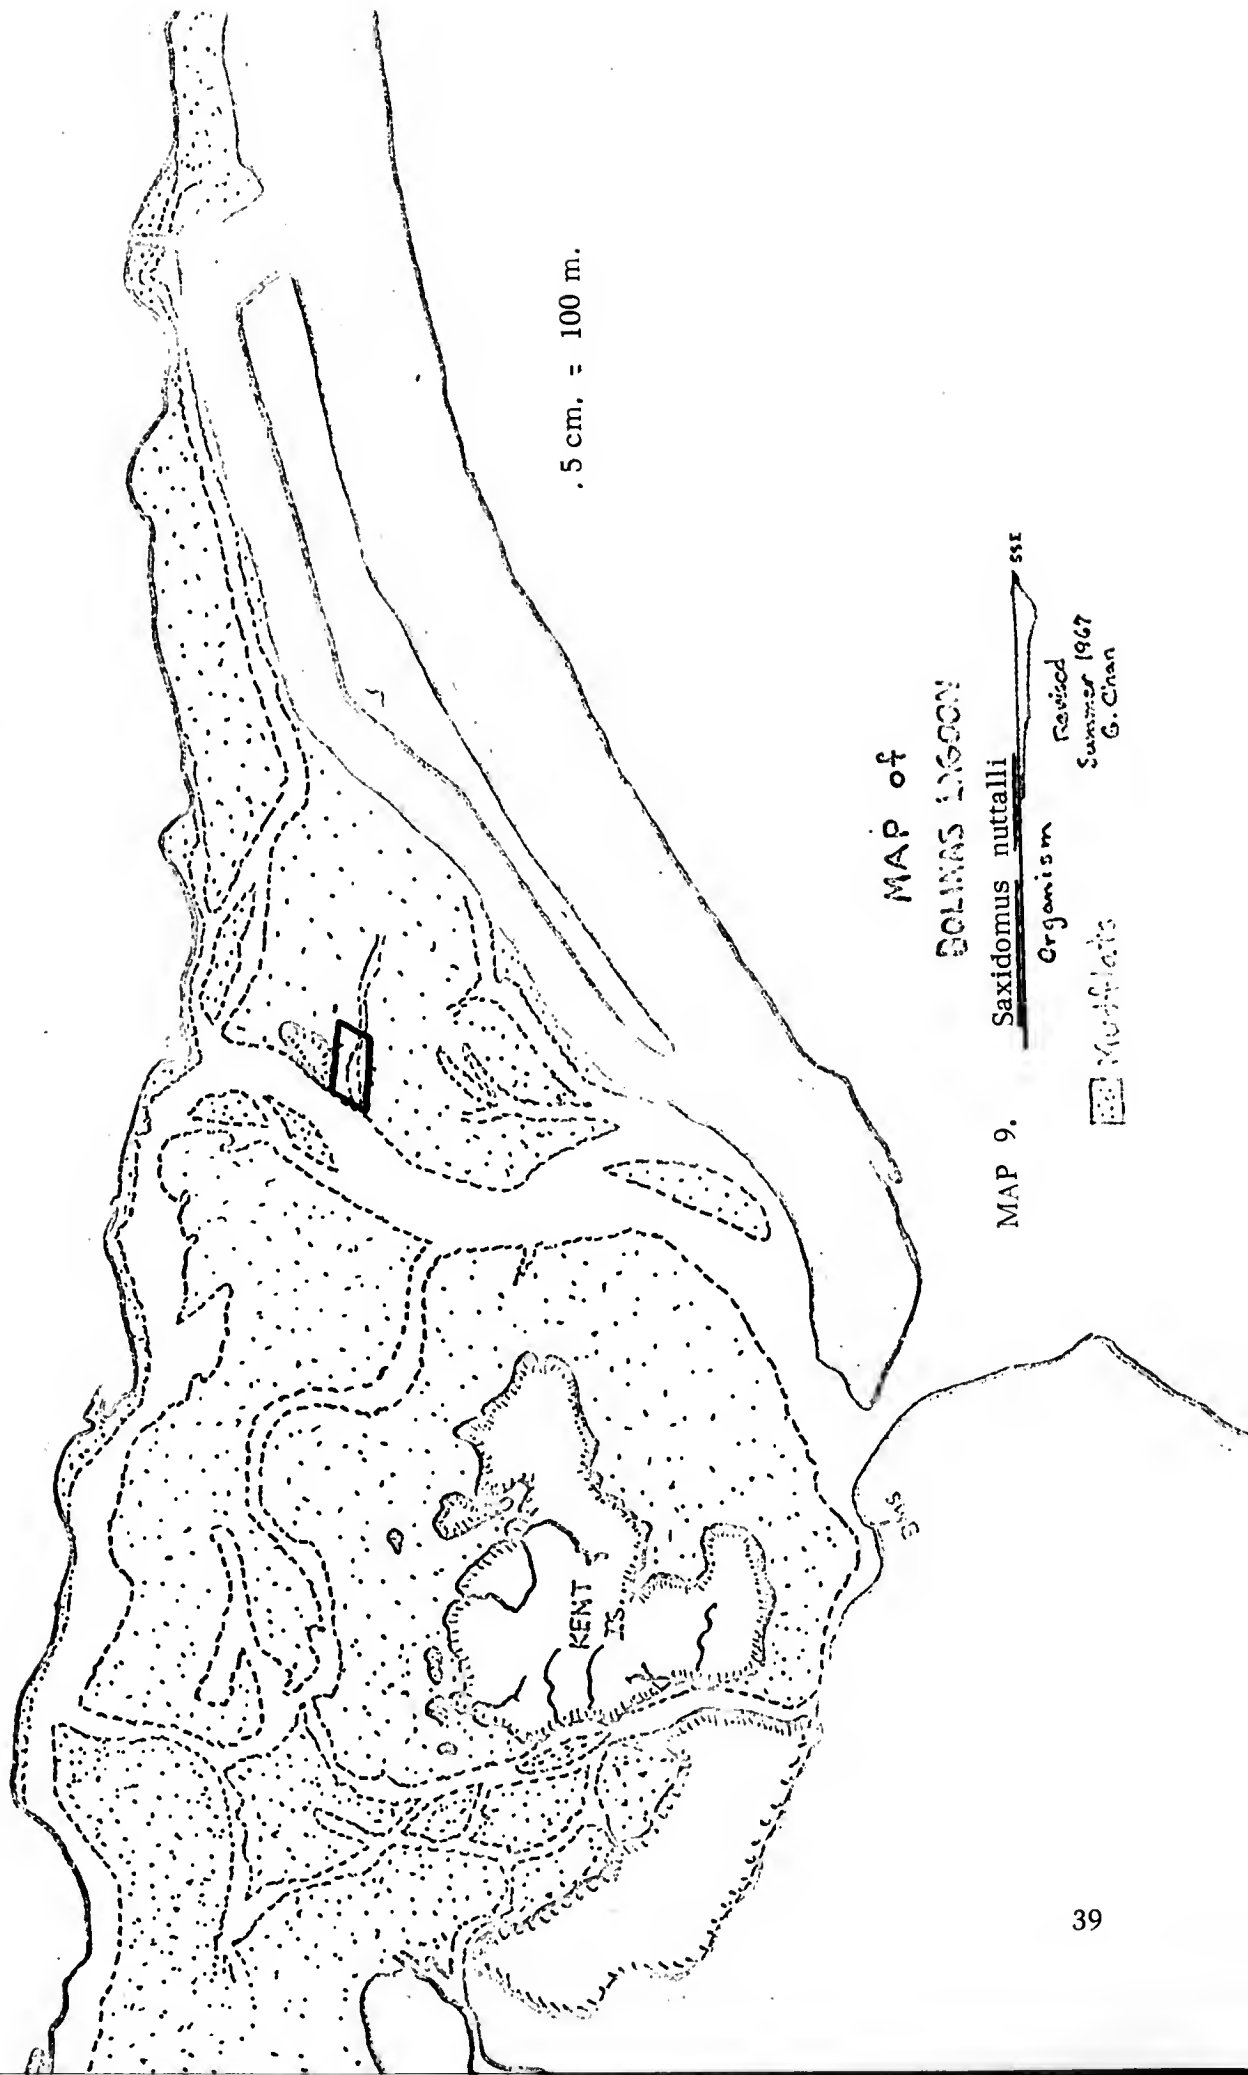 .5 cm. = 100 m.
MAP of
BOLINAS LAGOON
MAP 9. Saxidomus nuttalli
SSE
Organism
Revised
Summer 1967
G. Chan
Mudflats
KENT
IS.
39